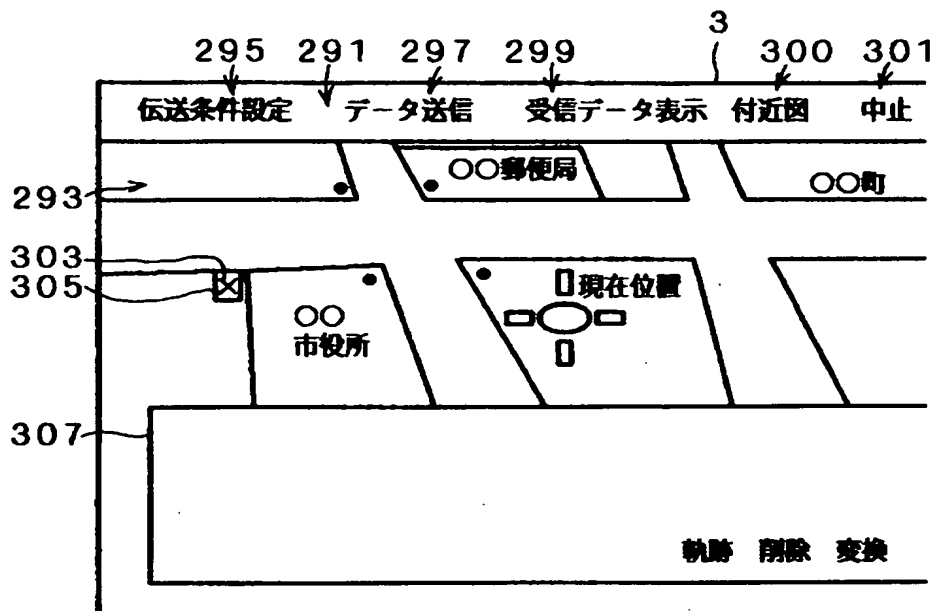 3
295 291 297 299 300 301
伝送条件設定 データ送信 受信データ表示 付近図 中止
○○郵便局
○○町
293
303
305
現在位置
○○
市役所
307
軌跡 削除 変換